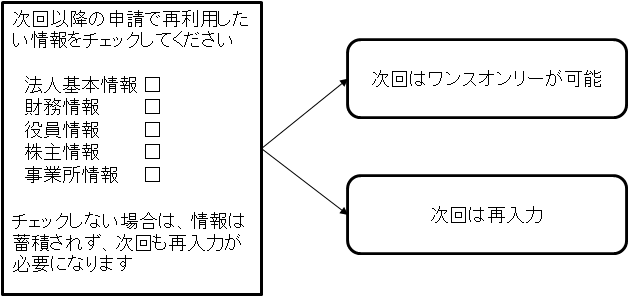 次回以降の申請で再利用した
い情報をチェックしてください
法人基本情報 □
財務情報 □
役員情報 □
株主情報 □
事業所情報 □
チェックしない場合は、情報は
蓄積されず、次回も再入力が
必要になります
次回はワンスオンリーが可能
次回は再入力